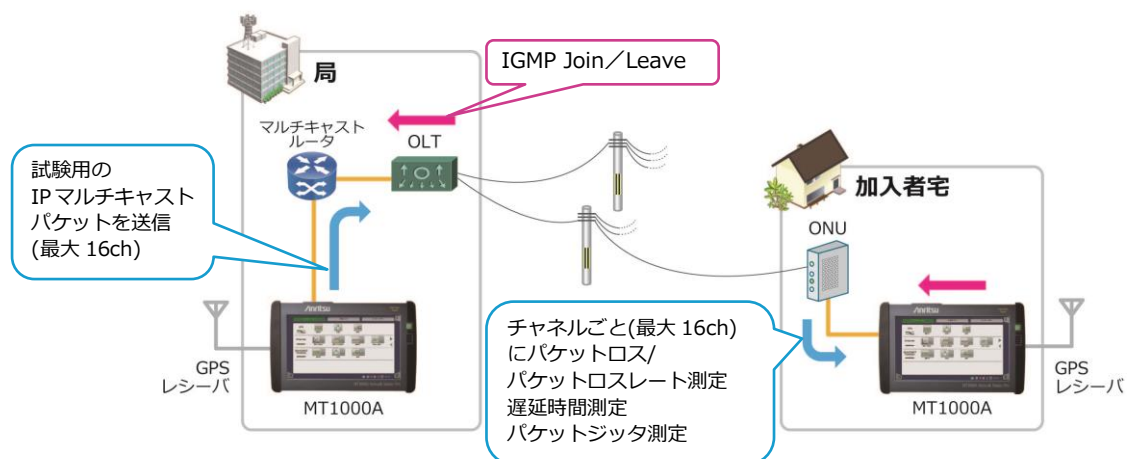 局
IGMP Join／Leave
マルチキャスト
ルータ
OLT
試験用の
IP マルチキャスト
パケットを送信
(最大 16ch)
加入者宅
ONU
Anritsu
GPS
レシーバ
MT1000A
チャネルごと(最大 16ch)
にパケットロス/
パケットロスレート測定
遅延時間測定
パケットジッタ測定
Anritsu
MT1000A
GPS
レシーバ